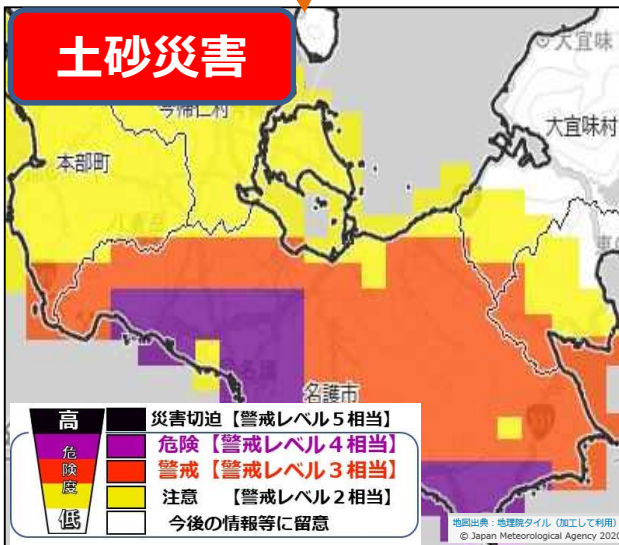 土砂災害
大宜味
今帰仁村
大宜味村
本部町
八重岳
名護
名護市
高
危
険
度
低
災害切迫【警戒レベル５相当】
危険【警戒レベル４相当】
警戒【警戒レベル３相当】
注意　【警戒レベル２相当】
今後の情報等に留意
地図出典：地理院タイル（加工して利用）
© Japan Meteorological Agency 2020